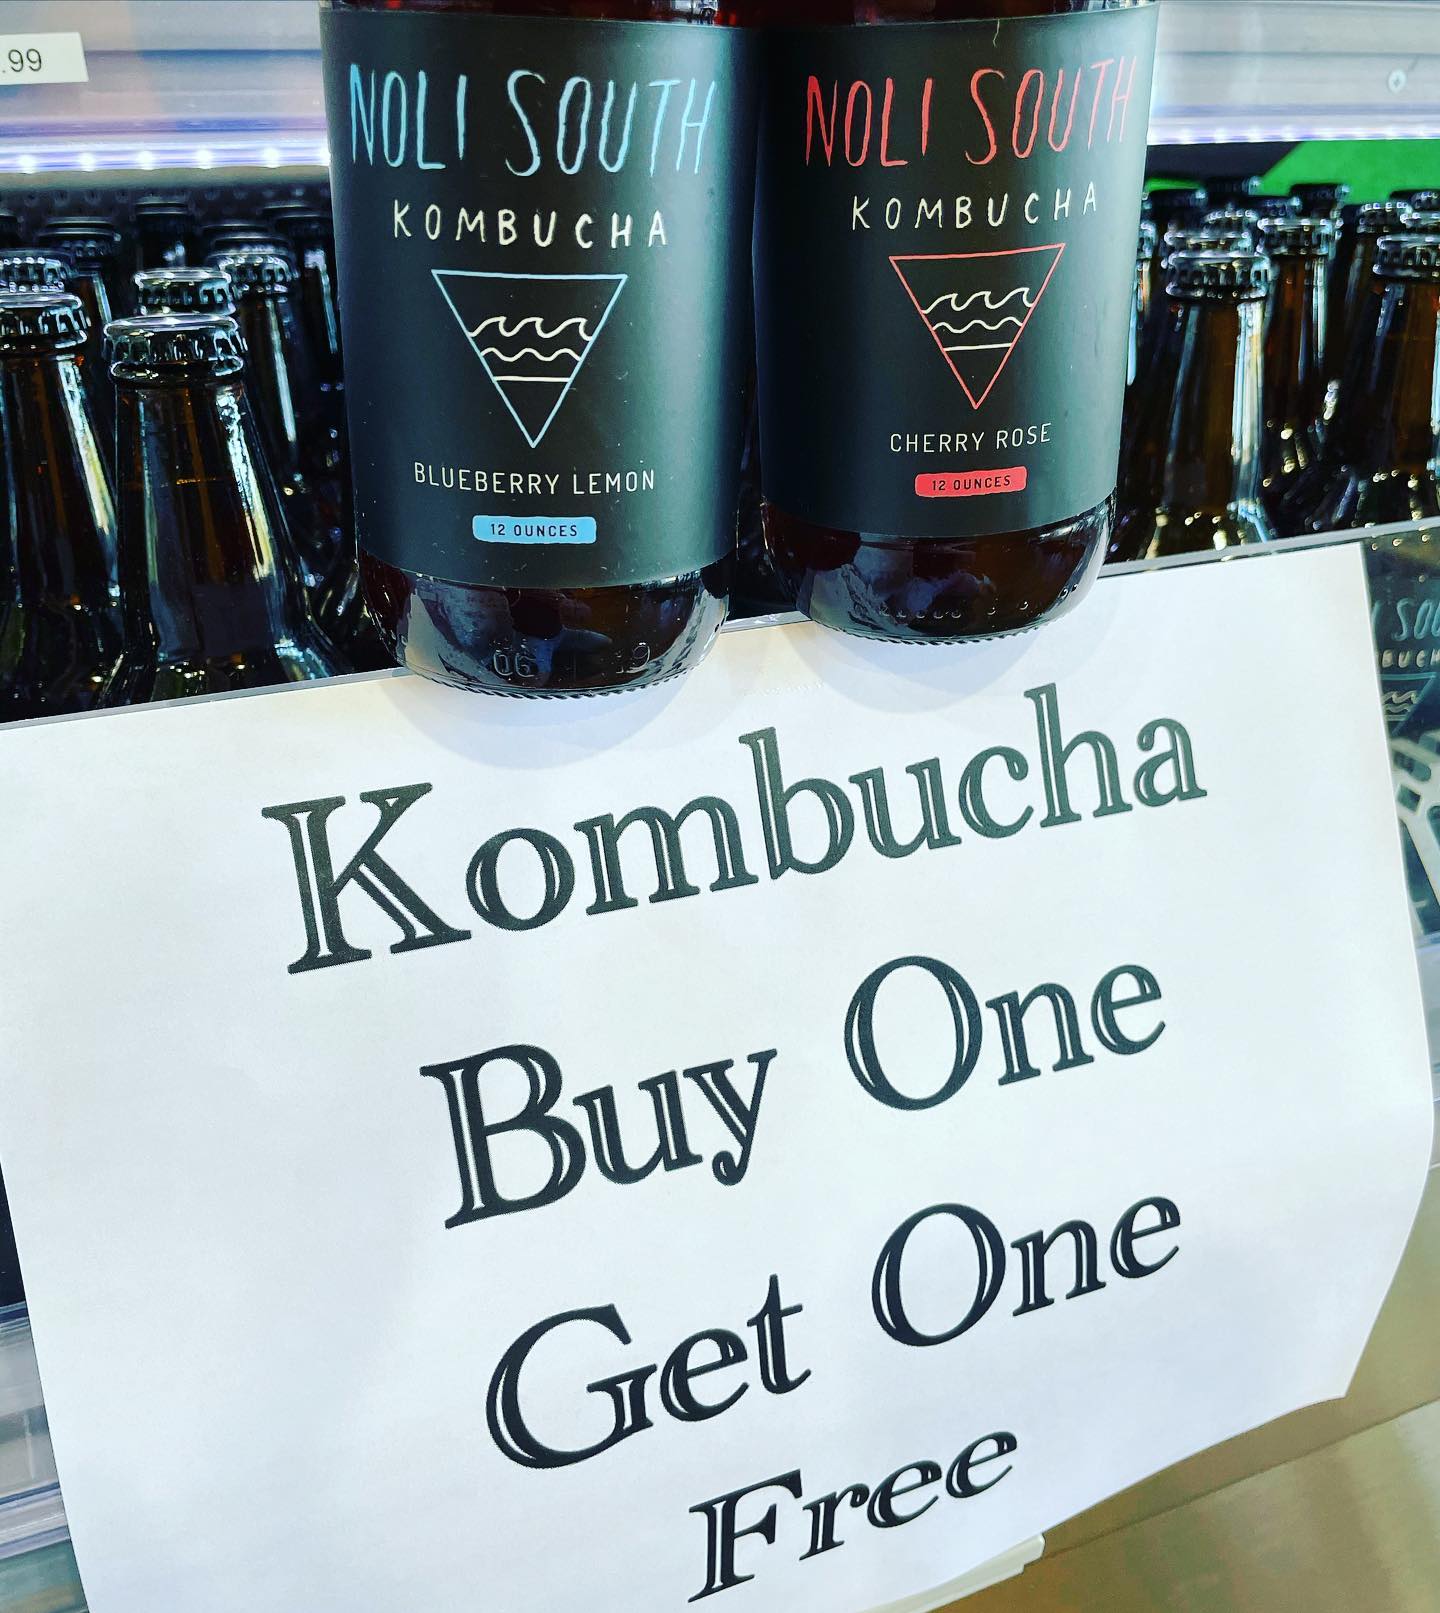 .99
NOLI SOUTH
KOMBUCHA
BLUEBERRY LEMON
12 OUNCES
NOLI SOUTH
KOMBUCHA
CHERRY ROSE
12 OUNCES
Kombucha
Buy One
Get One
Free